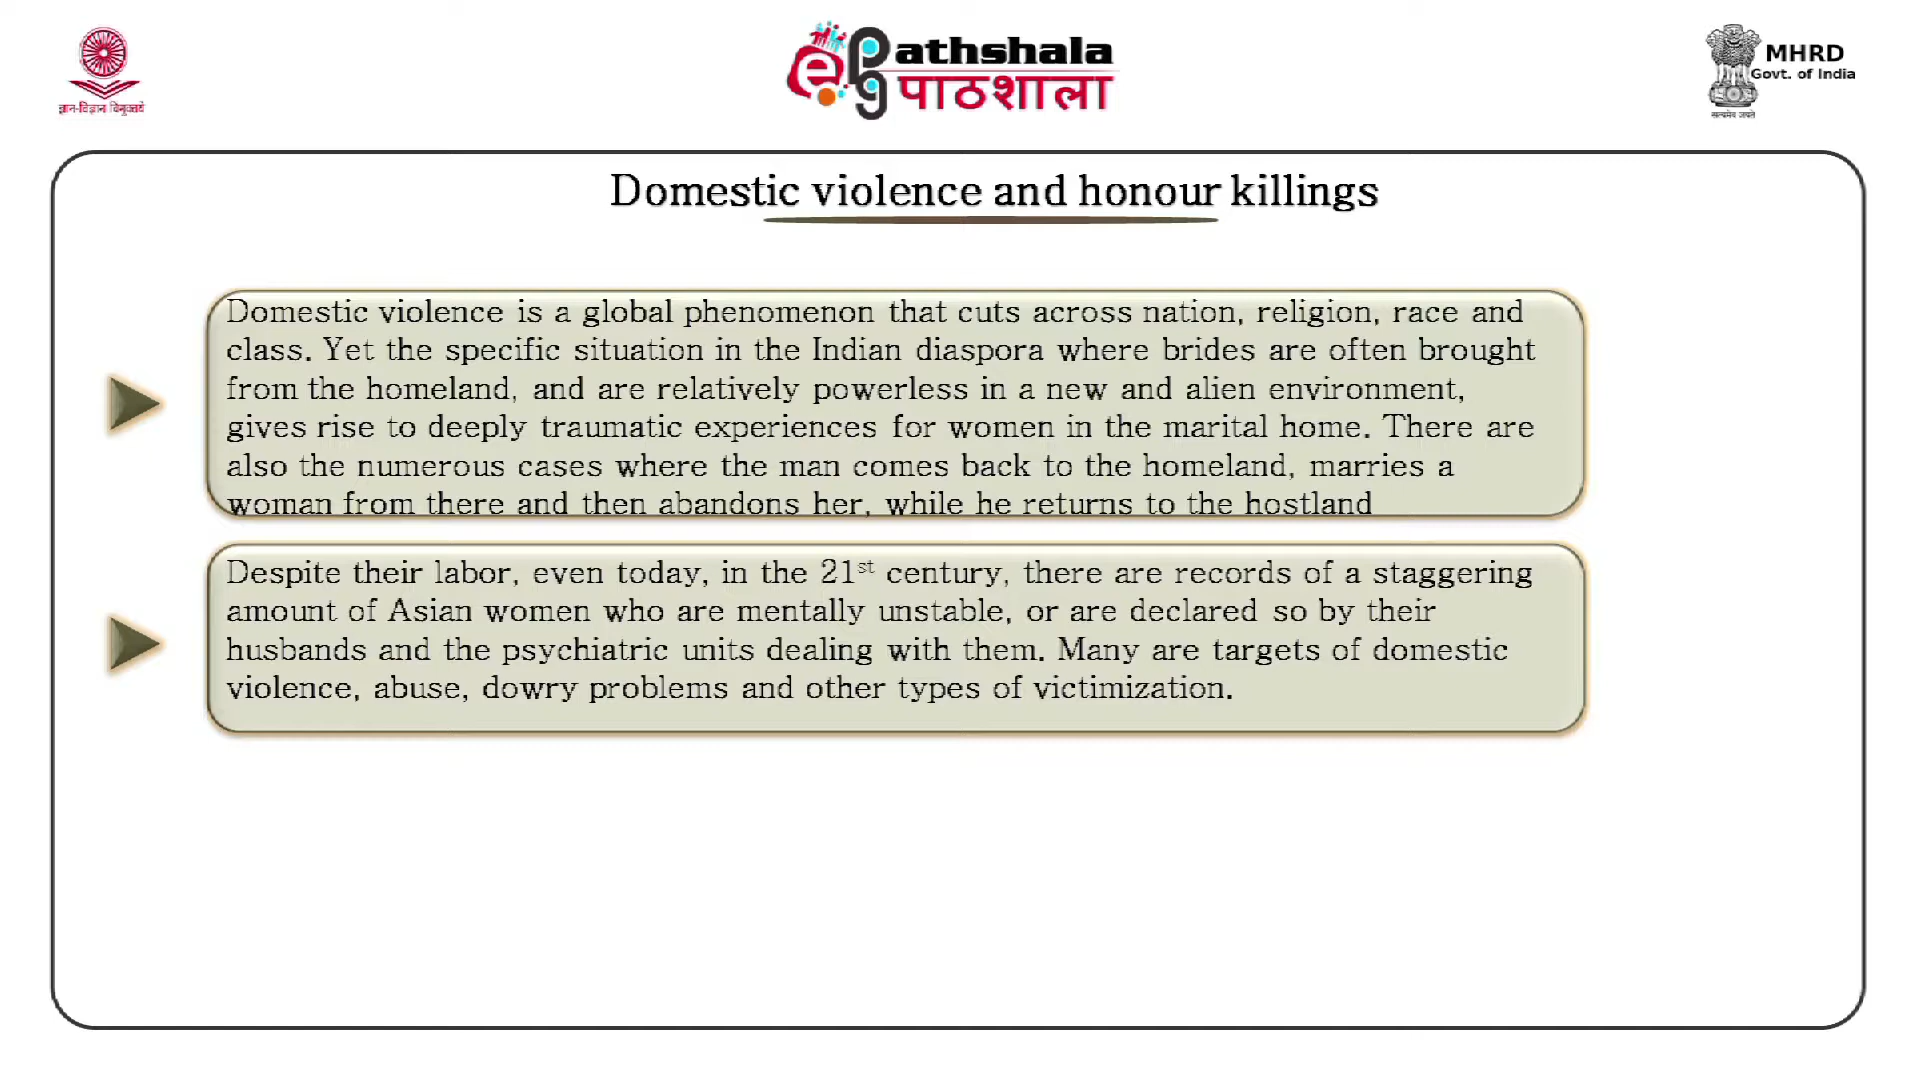 ज्ञान-विज्ञान विमुक्तये
e PG athshala
पाठशाला
MHRD
Govt. of India
सत्यमेव जयते
Domestic violence and honour killings
Domestic violence is a global phenomenon that cuts across nation, religion, race and
class. Yet the specific situation in the Indian diaspora where brides are often brought
from the homeland, and are relatively powerless in a new and alien environment,
gives rise to deeply traumatic experiences for women in the marital home. There are
also the numerous cases where the man comes back to the homeland, marries a
woman from there and then abandons her, while he returns to the hostland
Despite their labor, even today, in the 21st century, there are records of a staggering
amount of Asian women who are mentally unstable, or are declared so by their
husbands and the psychiatric units dealing with them. Many are targets of domestic
violence, abuse, dowry problems and other types of victimization.